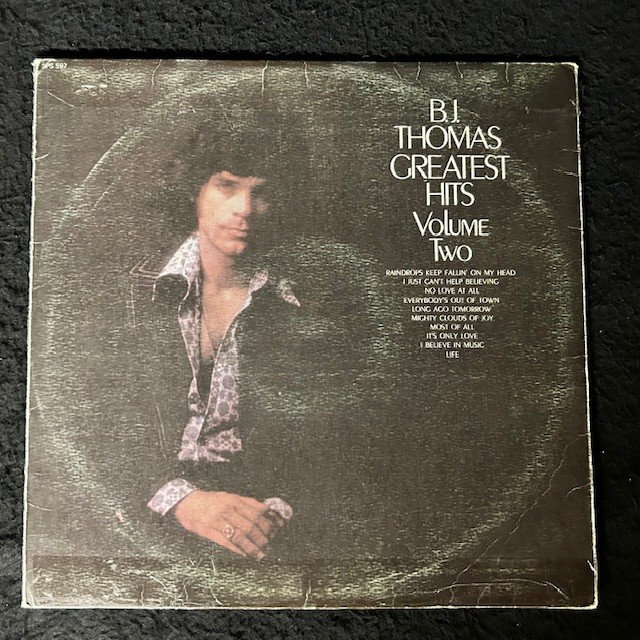 SPS 597
B.J.
THOMAS
GREATEST
HITS
Volume
Two
RAINDROPS KEEP FALLIN' ON MY HEAD
I JUST CAN'T HELP BELIEVING
NO LOVE AT ALL
EVERYBODY'S OUT OF TOWN
LONG AGO TOMORROW
MIGHTY CLOUDS OF JOY
MOST OF ALL
IT'S ONLY LOVE
I BELIEVE IN MUSIC
LIFE